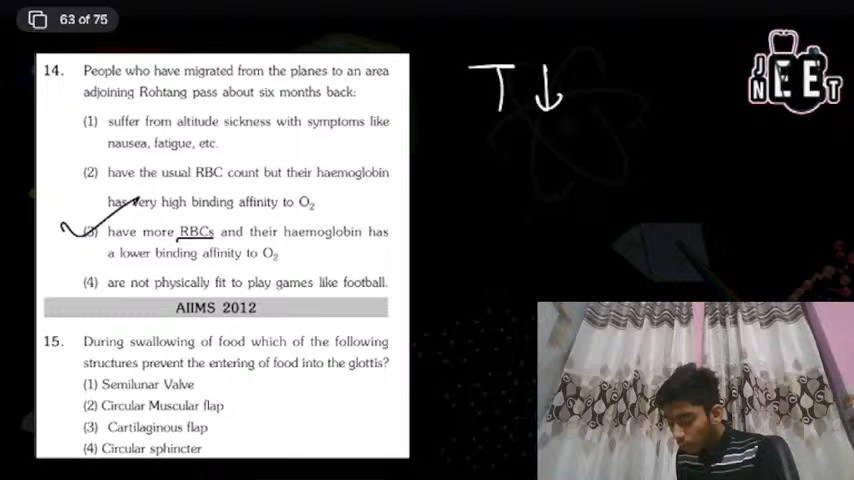 63 of 75
14. People who have migrated from the planes to an area
adjoining Rohtang pass about six months back:
(1) suffer from altitude sickness with symptoms like
nausea, fatigue, etc.
(2) have the usual RBC count but their haemoglobin
has very high binding affinity to O₂
(3) have more RBCs and their haemoglobin has
a lower binding affinity to O₂
(4) are not physically fit to play games like football.
AIIMS 2012
15. During swallowing of food which of the following
structures prevent the entering of food into the glottis?
(1) Semilunar Valve
(2) Circular Muscular flap
(3) Cartilaginous flap
(4) Circular sphincter
T↓
J
NEET